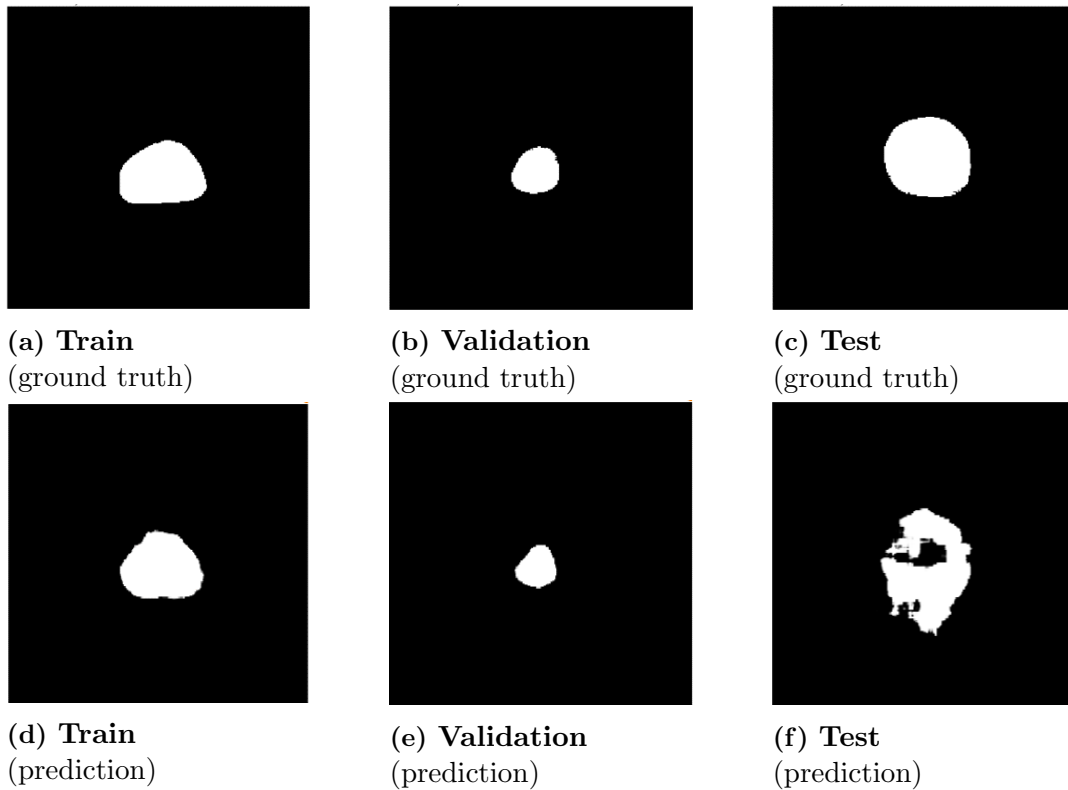 (a) Train
(ground truth)
(b) Validation
(ground truth)
(c) Test
(ground truth)
(d) Train
(prediction)
(e) Validation
(prediction)
(f) Test
(prediction)